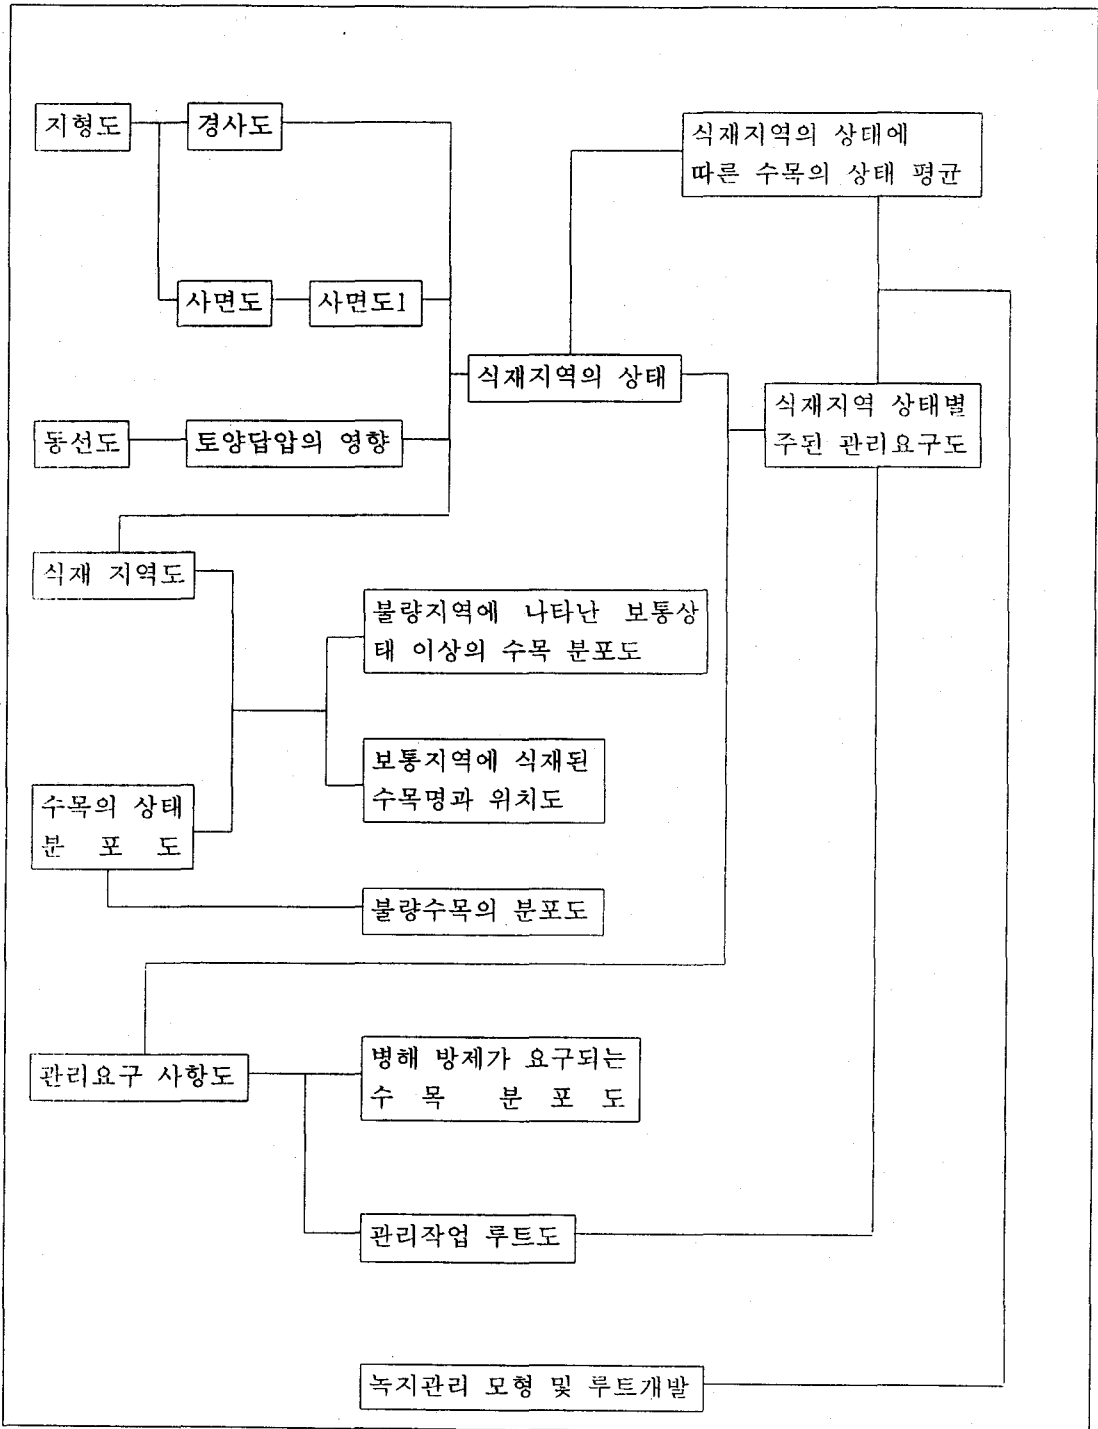 지형도
경사도
식재지역의 상태에
따른 수목의 상태 평균
사면도
사면도1
식재지역의 상태
식재지역 상태별
주된 관리요구도
동선도
토양답압의 영향
식재 지역도
불량지역에 나타난 보통상
태 이상의 수목 분포도
보통지역에 식재된
수목명과 위치도
수목의 상태
분 포 도
불량수목의 분포도
관리요구 사항도
병해 방제가 요구되는
수 목 분 포 도
관리작업 루트도
녹지관리 모형 및 루트개발